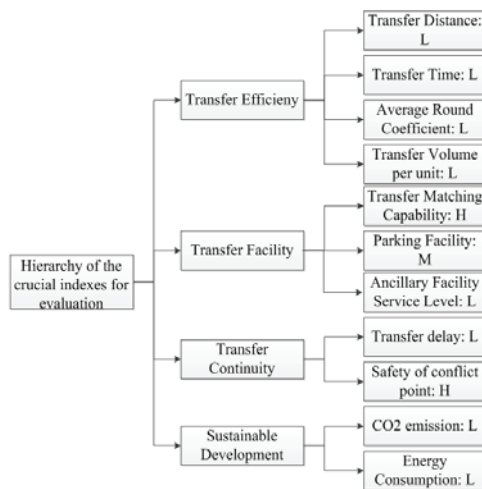 Hierarchy of the
crucial indexes for
evaluation
Transfer Efficieny
Transfer Distance:
L
Transfer Time: L
Average Round
Coefficient: L
Transfer Volume
per unit: L
Transfer Facility
Transfer Matching
Capability: H
Parking Facility:
M
Ancillary Facility
Service Level: L
Transfer
Continuity
Transfer delay: L
Safety of conflict
point: H
Sustainable
Development
CO2 emission: L
Energy
Consumption: L